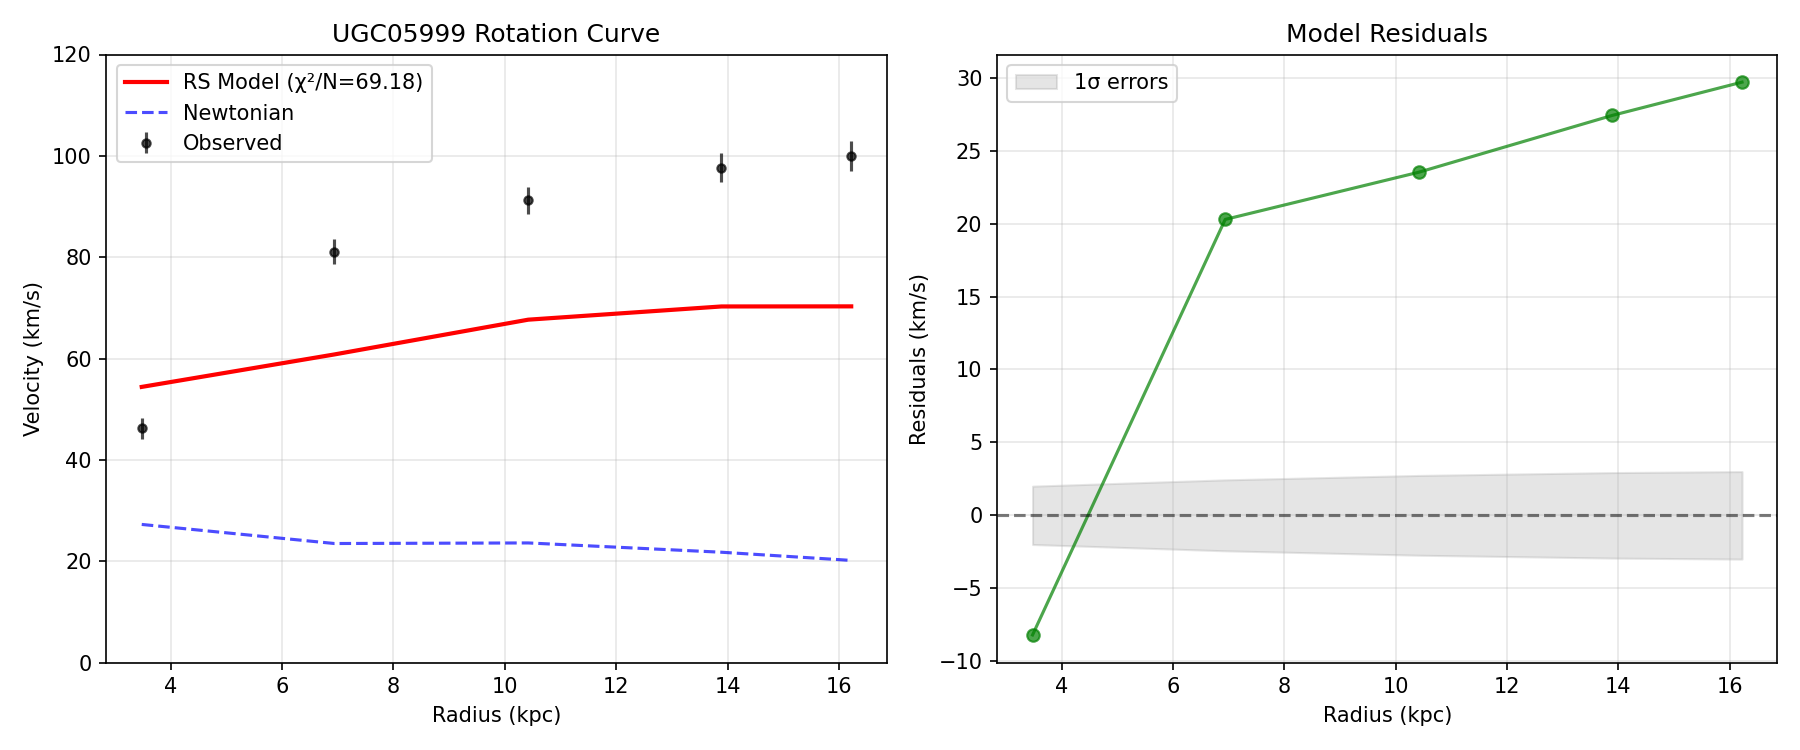 UGC05999 Rotation Curve
120
100
80
60
40
20
0
Velocity (km/s)
RS Model (χ²/N=69.18)
Newtonian
Observed
4 6 8 10 12 14 16
Radius (kpc)
Model Residuals
30
25
20
15
10
5
0
−5
−10
Residuals (km/s)
1σ errors
4 6 8 10 12 14 16
Radius (kpc)